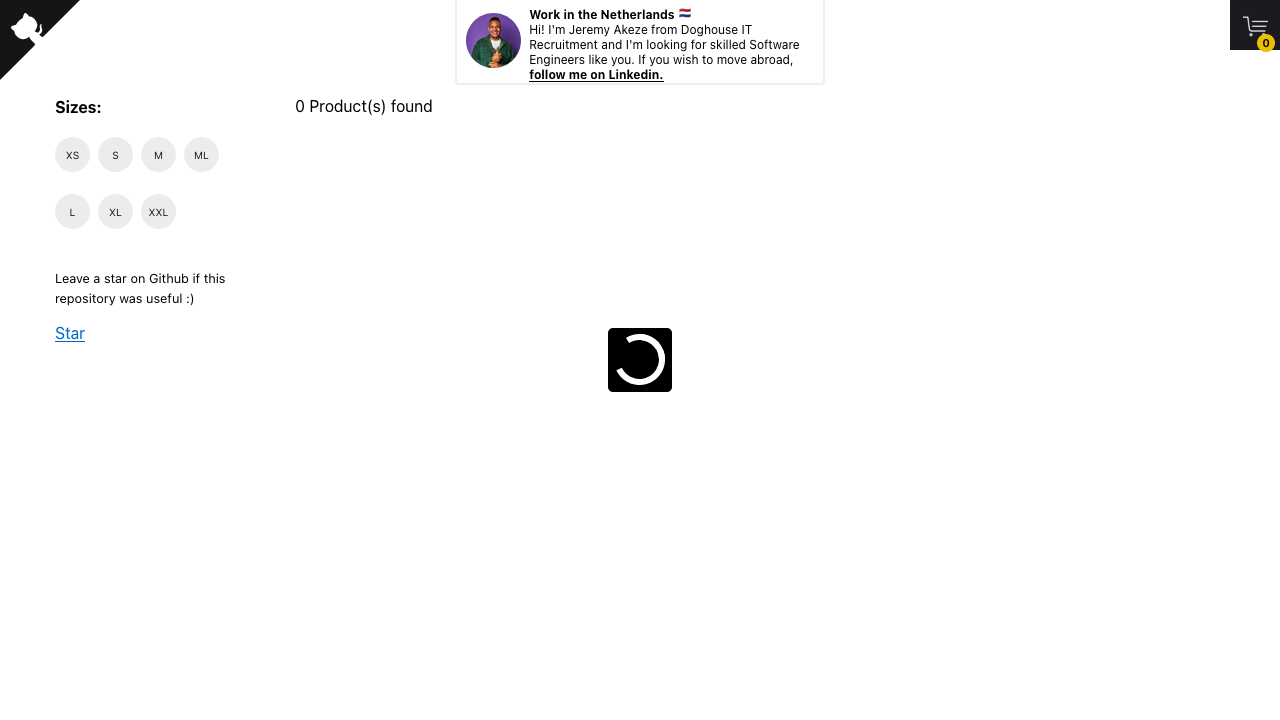 Work in the Netherlands 🇳🇱
Hi! I'm Jeremy Akeze from Doghouse IT
Recruitment and I'm looking for skilled Software
Engineers like you. If you wish to move abroad,
follow me on Linkedin.
0
Sizes:
XS S M ML
L XL XXL
Leave a star on Github if this
repository was useful :)
Star
0 Product(s) found